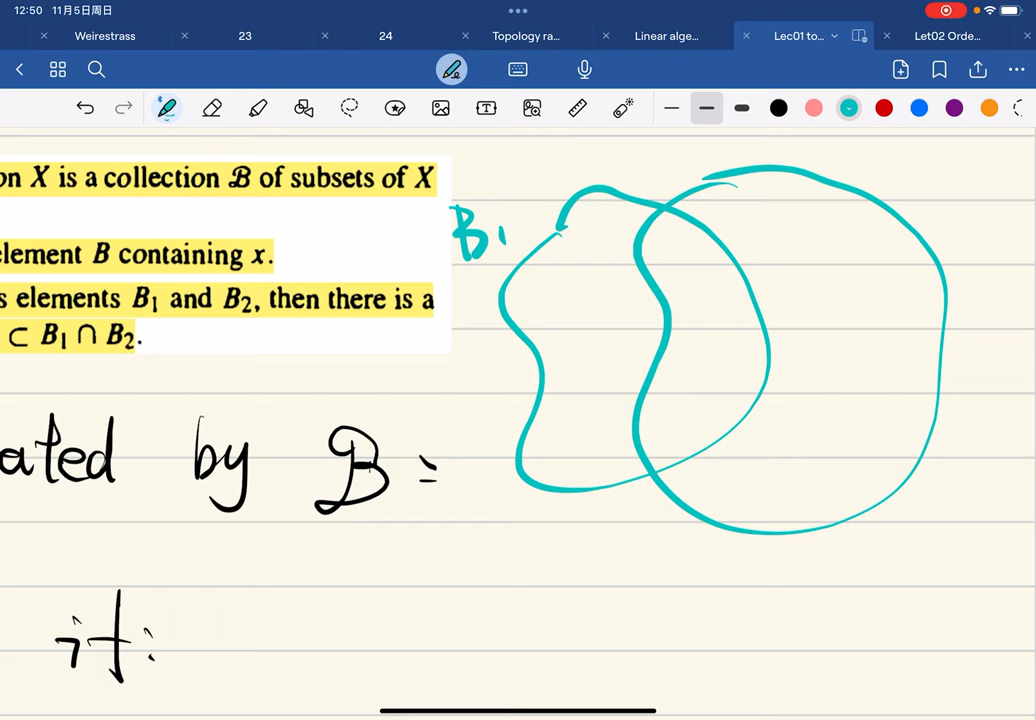 12:50 11月5日周日
Weirestrass 23 24 Topology ra... Linear alge... Lec01 to... Let02 Orde...
on X is a collection ℬ of subsets of X
element B containing x.
s elements B₁ and B₂, then there is a
⊂ B₁ ∩ B₂.
B₁
ated by ℬ =
if: